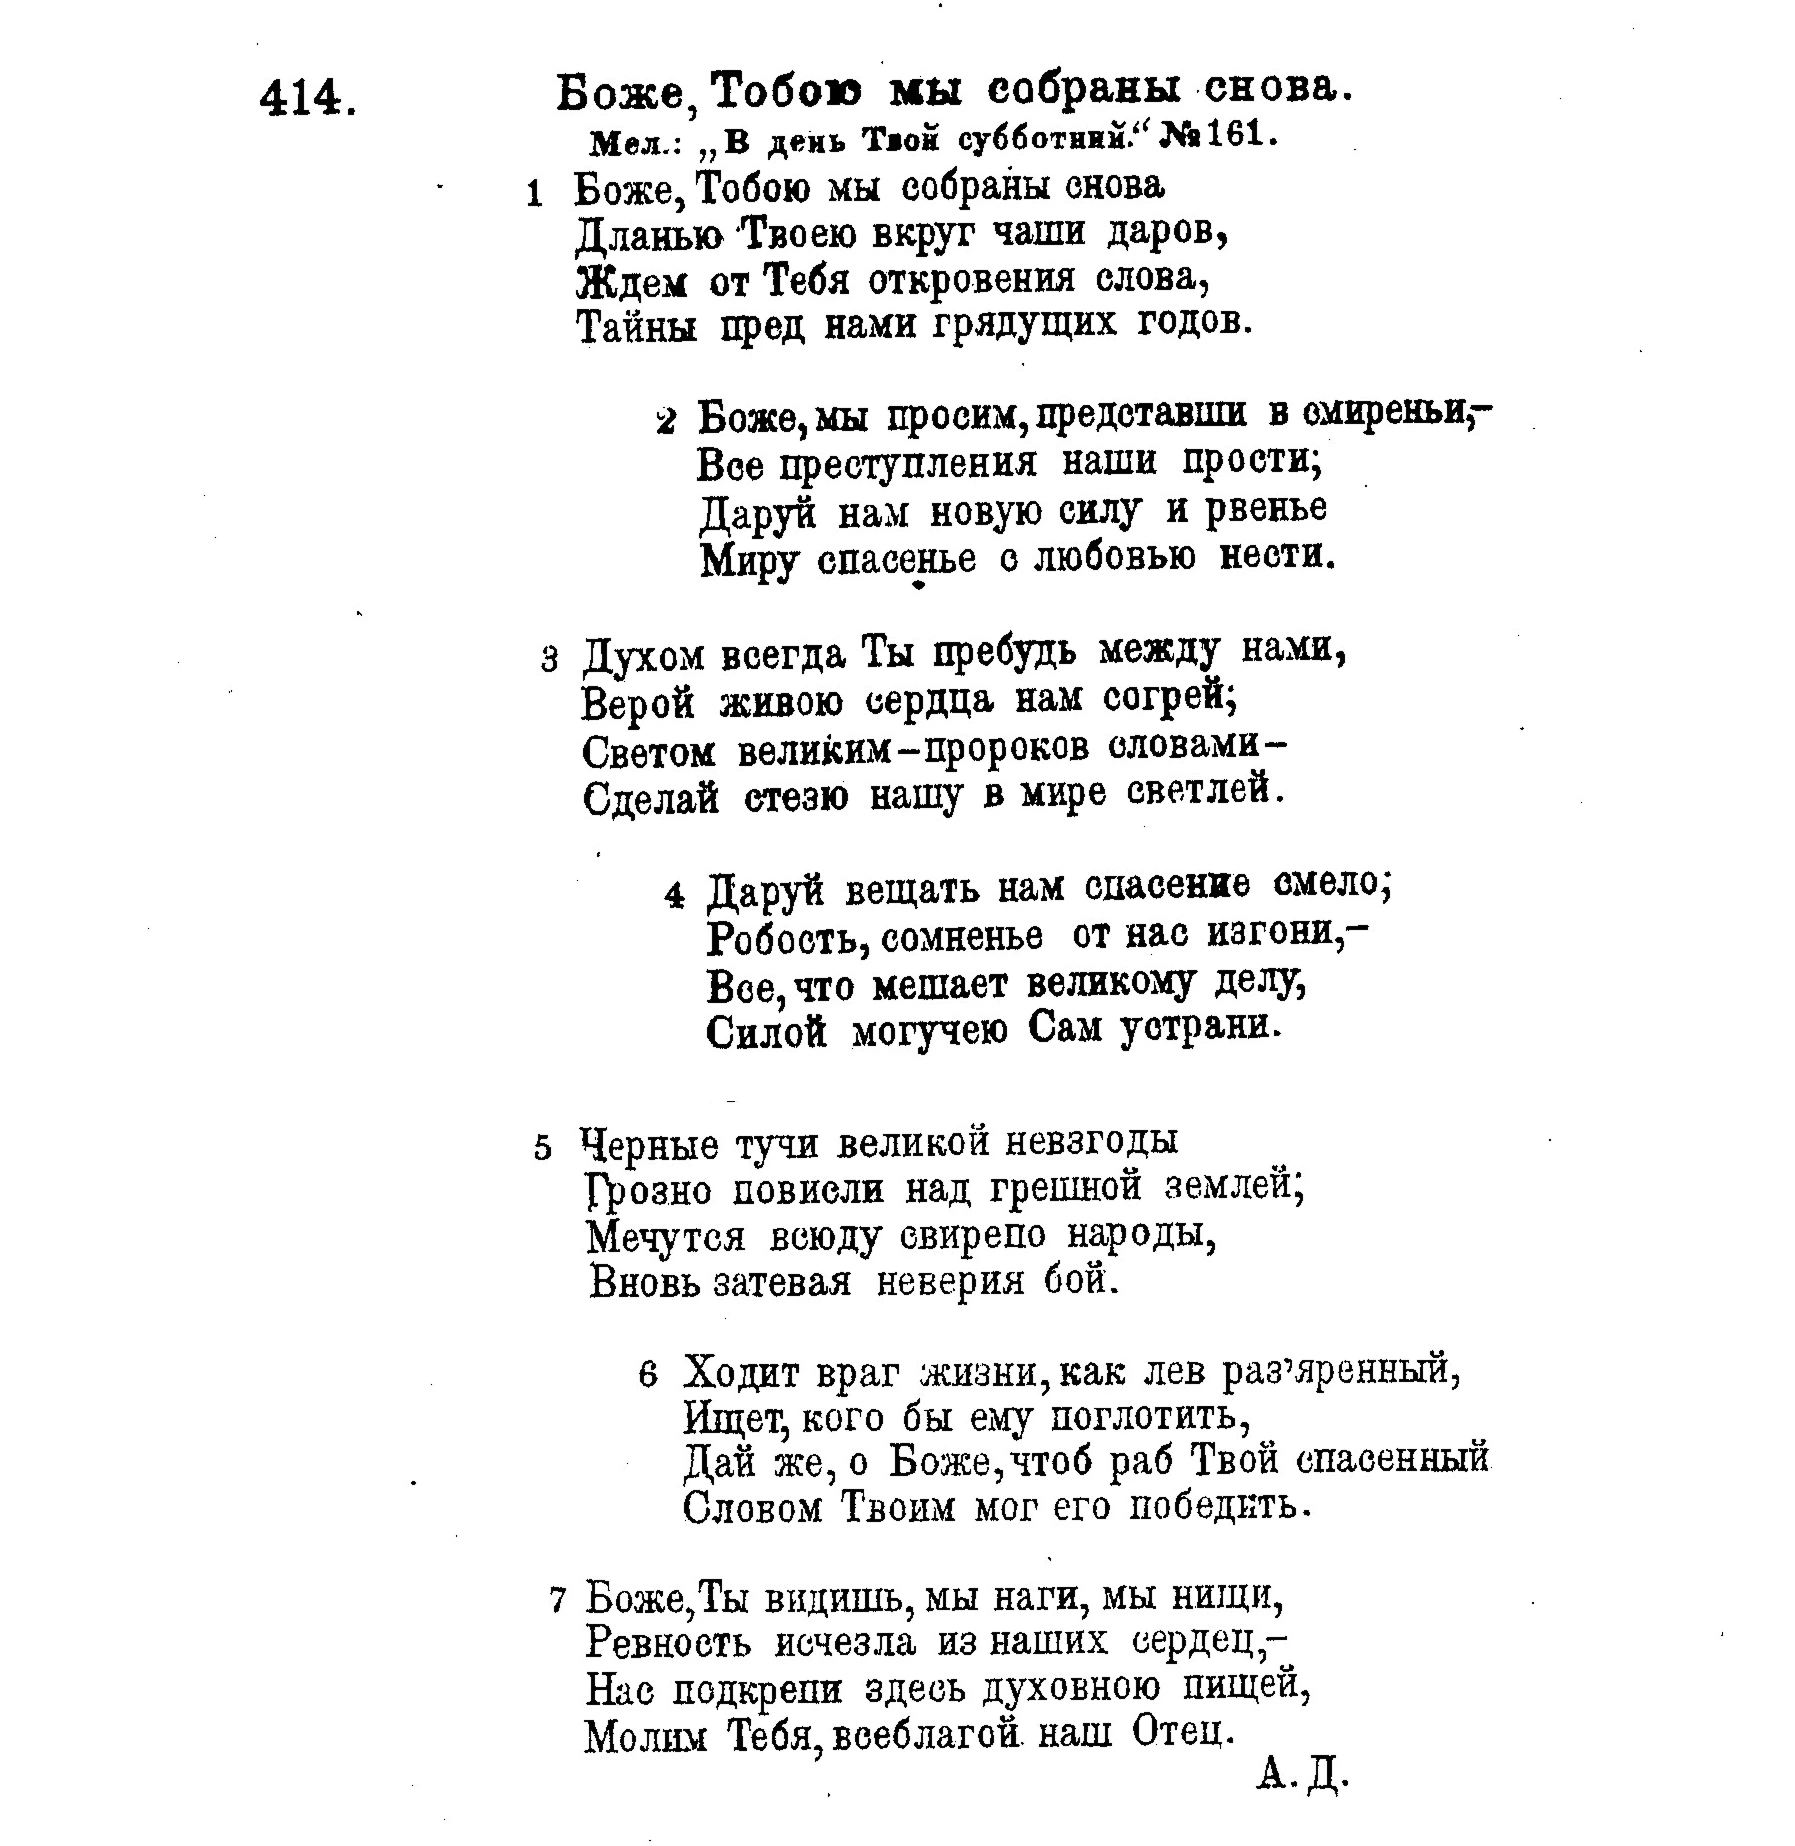 414. Боже, Тобою мы собраны снова.
Мел.: „В день Твой субботний.“ №161.
1 Боже, Тобою мы собраны снова
Дланью Твоею вкруг чаши даров,
Ждем от Тебя откровения слова,
Тайны пред нами грядущих годов.
2 Боже, мы просим, представши в смиреньи,–
Все преступления наши прости;
Даруй нам новую силу и рвенье
Миру спасенье с любовью нести.
3 Духом всегда Ты пребудь между нами,
Верой живою сердца нам согрей;
Светом великим–пророков словами–
Сделай стезю нашу в мире светлей.
4 Даруй вещать нам спасение смело;
Робость, сомненье от нас изгони,–
Все, что мешает великому делу,
Силой могучею Сам устрани.
5 Черные тучи великой невзгоды
Грозно повисли над грешной землей;
Мечутся всюду свирепо народы,
Вновь затевая неверия бой.
6 Ходит враг жизни, как лев раз’яренный,
Ищет, кого бы ему поглотить,
Дай же, о Боже, чтоб раб Твой спасенный
Словом Твоим мог его победить.
7 Боже, Ты видишь, мы наги, мы нищи,
Ревность исчезла из наших сердец,–
Нас подкрепи здесь духовною пищей,
Молим Тебя, всеблагой наш Отец.
А. Д.